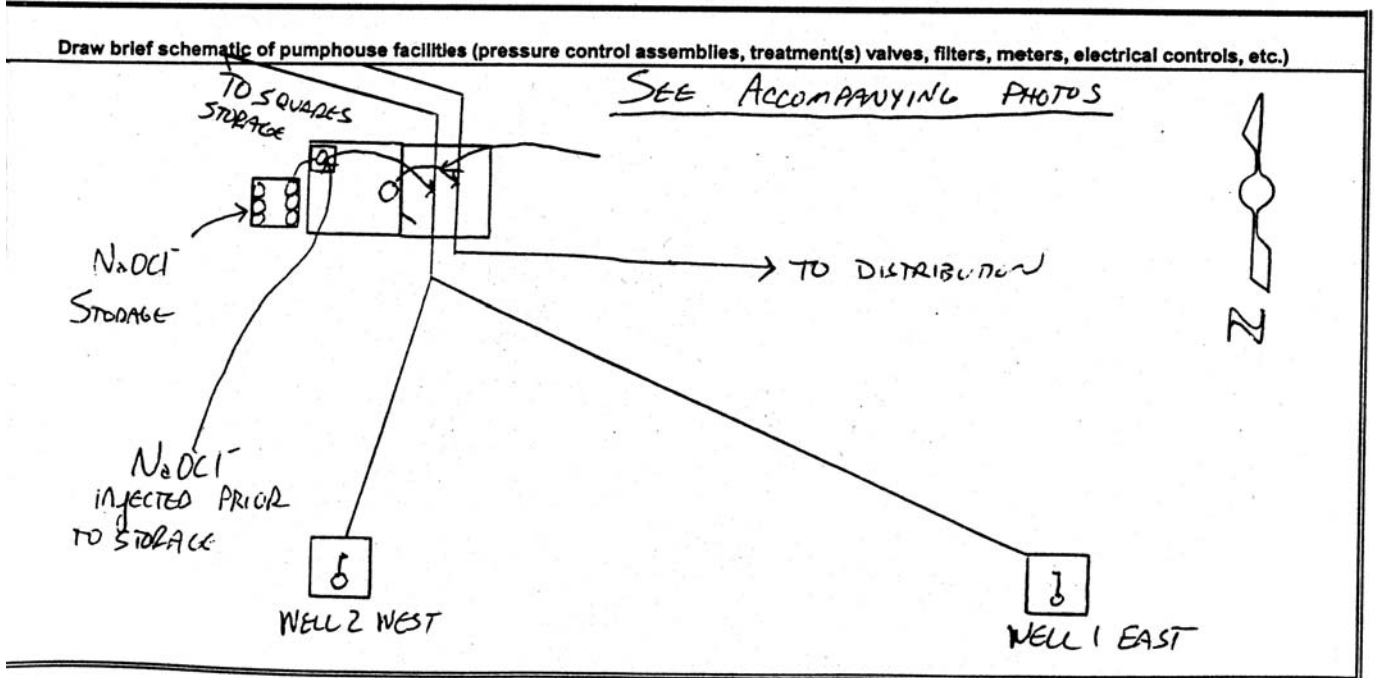 Draw brief schematic of pumphouse facilities (pressure control assemblies, treatment(s) valves, filters, meters, electrical controls, etc.)
SEE ACCOMPANYING PHOTOS
TO SQUARES
STORAGE
NaOCl⁻
STORAGE
TO DISTRIBUTION
N
NaOCl⁻
INJECTED PRIOR
TO STORAGE
WELL 2 WEST
WELL 1 EAST